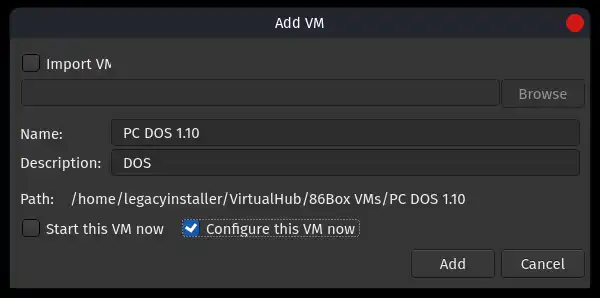 Add VM
Import VM
Browse
Name: PC DOS 1.10
Description: DOS
Path: /home/legacyinstaller/VirtualHub/86Box VMs/PC DOS 1.10
Start this VM now Configure this VM now
Add Cancel